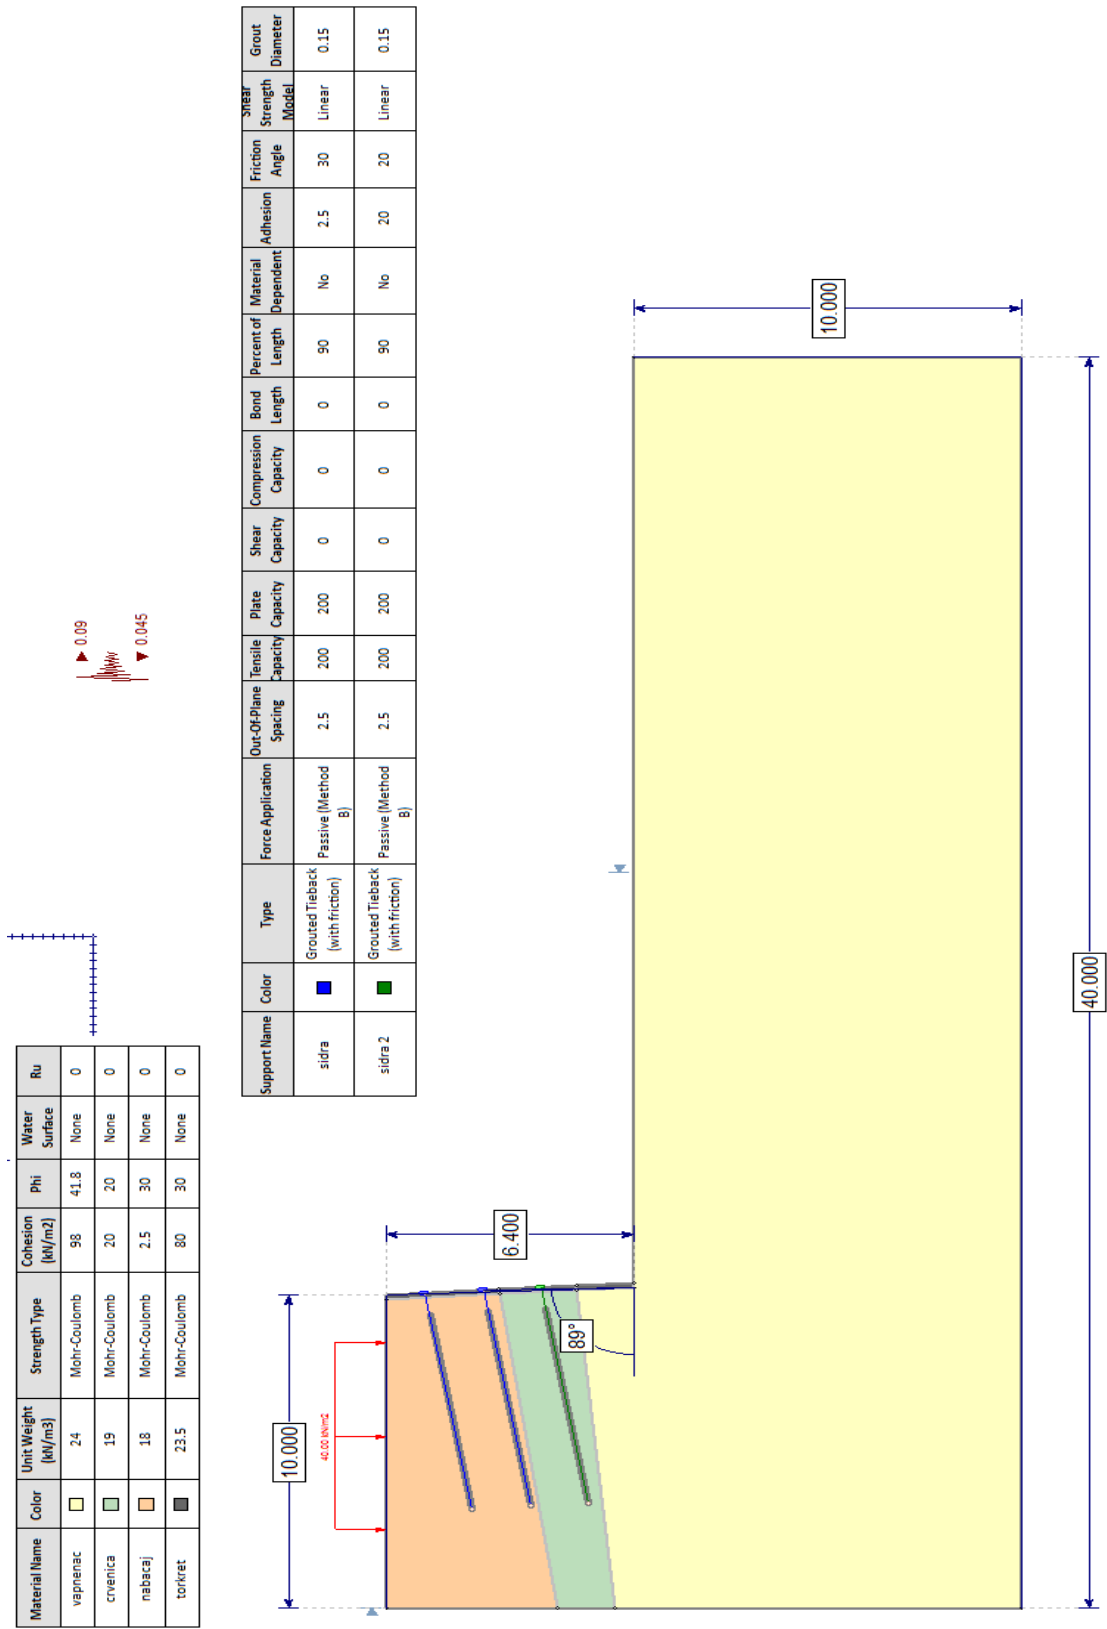 Material Name Color Unit Weight (kN/m3) Strength Type Cohesion (kN/m2) Phi Water Surface Ru
vapnenac 24 Mohr-Coulomb 98 41.8 None 0
crvenica 19 Mohr-Coulomb 20 20 None 0
nabacaj 18 Mohr-Coulomb 2.5 30 None 0
torkret 23.5 Mohr-Coulomb 80 30 None 0
0.09
0.045
Support Name Color Type Force Application Out-Of-Plane Spacing Tensile Capacity Plate Capacity Shear Capacity Compression Capacity Bond Length Percent of Length Material Dependent Adhesion Friction Angle Shear Strength Model Grout Diameter
sidra Grouted Tieback (with friction) Passive (Method B) 2.5 200 200 0 0 0 90 No 2.5 30 Linear 0.15
sidra 2 Grouted Tieback (with friction) Passive (Method B) 2.5 200 200 0 0 0 90 No 20 20 Linear 0.15
10.000
40.00 kN/m2
6.400
89°
10.000
40.000